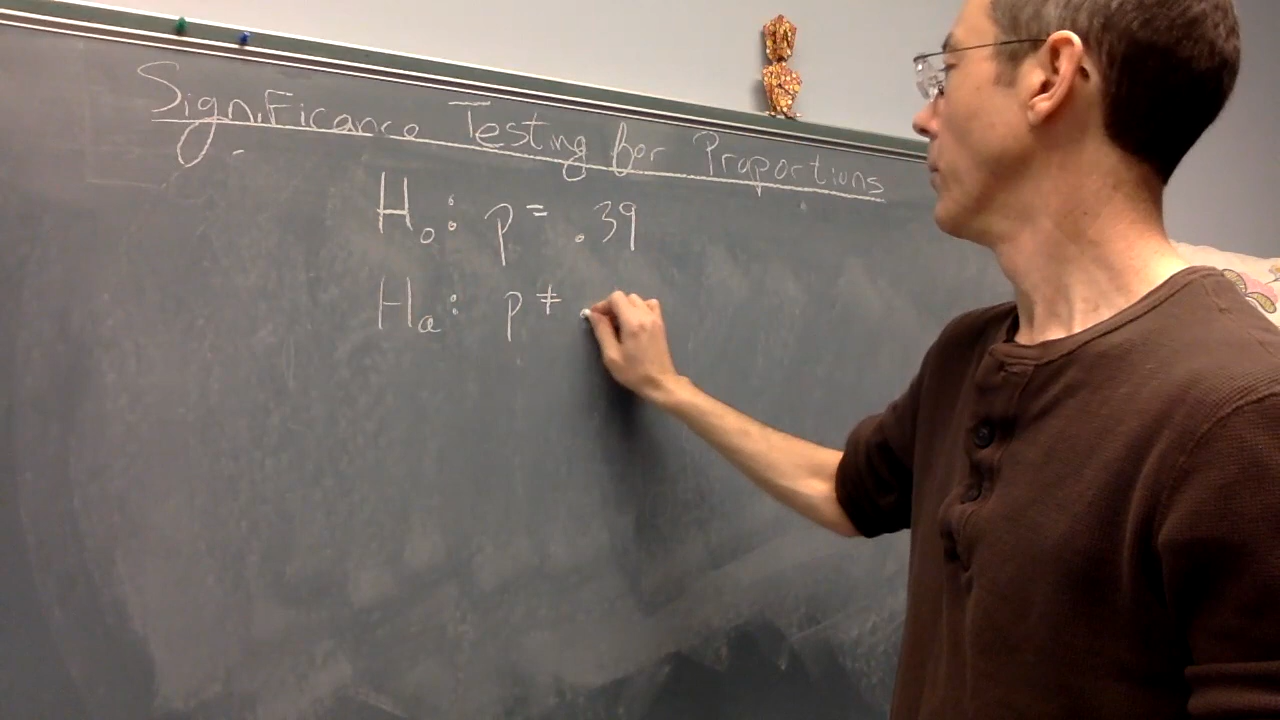 Significance Testing for Proportions
H₀: p = .39
Hₐ: p ≠